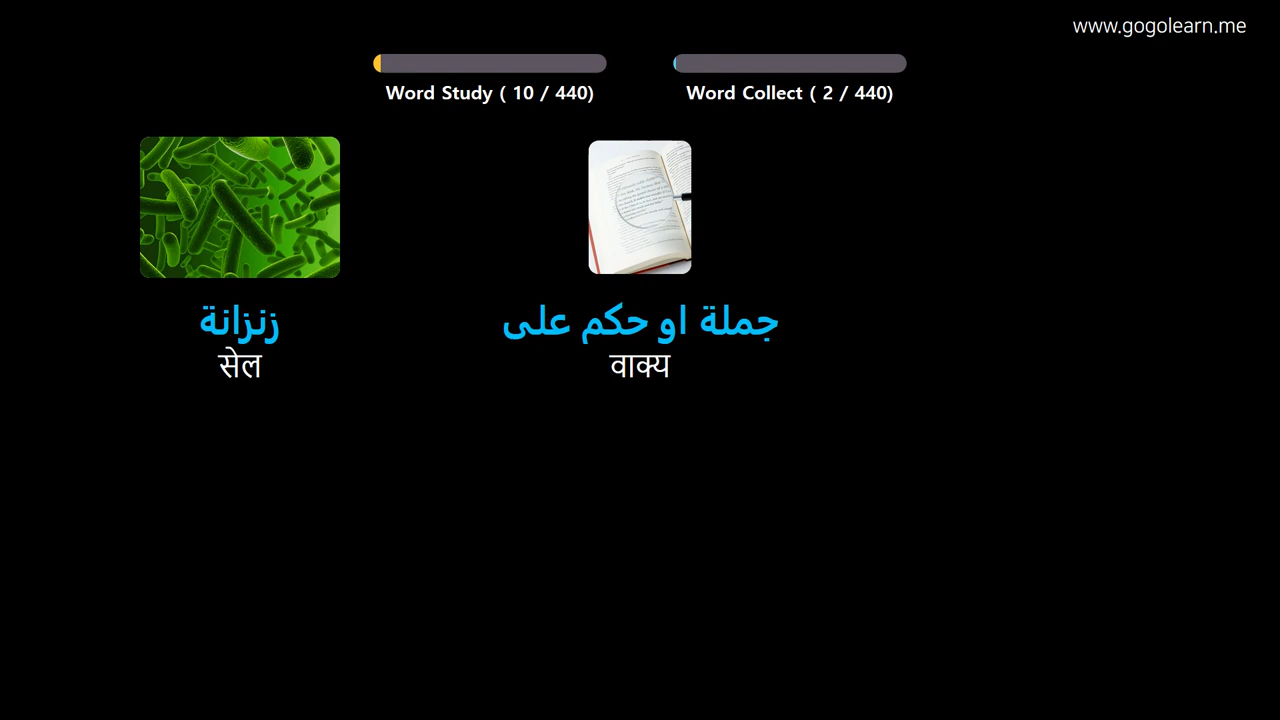 www.gogolearn.me
Word Study ( 10 / 440)
Word Collect ( 2 / 440)
زنزانة
सेल
جملة او حكم على
वाक्य